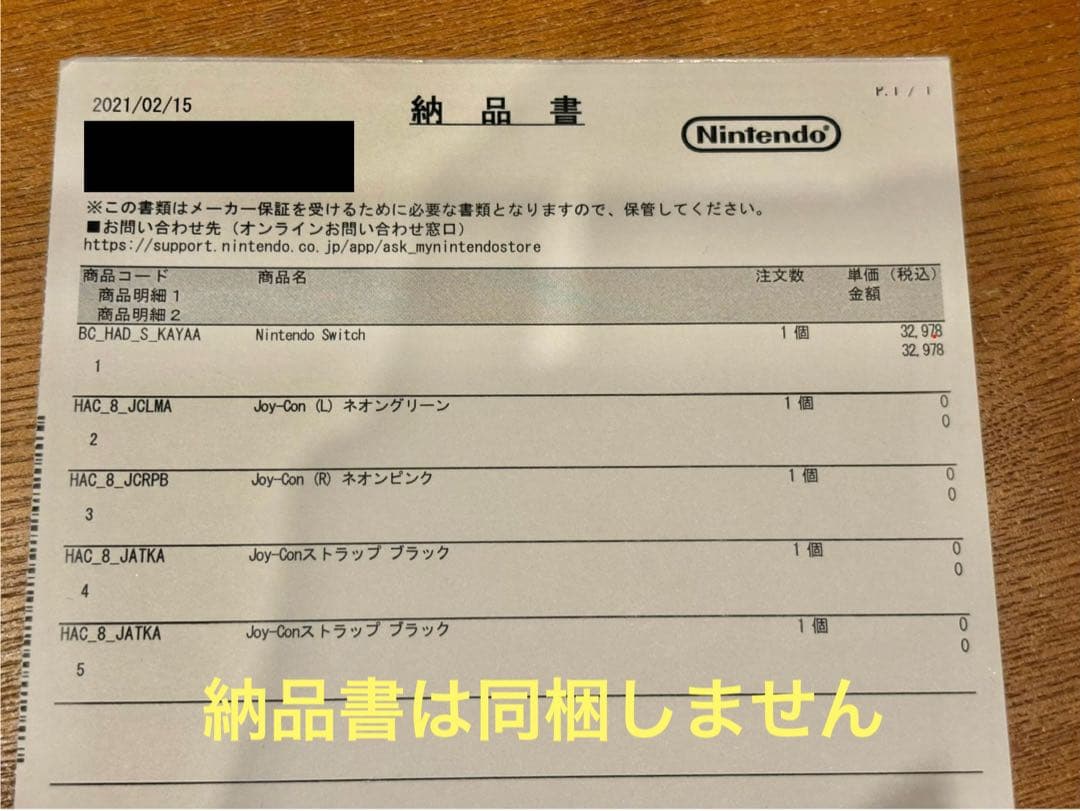 P.1 / 1
2021/02/15
納 品 書
Nintendo
※この書類はメーカー保証を受けるために必要な書類となりますので、保管してください。
■お問い合わせ先（オンラインお問い合わせ窓口）
https://support.nintendo.co.jp/app/ask_mynintendostore
商品コード 商品名 注文数 単価（税込）
商品明細１ 金額
商品明細２
BC_HAD_S_KAYAA Nintendo Switch 1 個 32,978
32,978
1
HAC_8_JCLMA Joy-Con (L) ネオングリーン 1 個 0
0
2
HAC_8_JCRPB Joy-Con (R) ネオンピンク 1 個 0
0
3
HAC_8_JATKA Joy-Conストラップ ブラック 1 個 0
0
4
HAC_8_JATKA Joy-Conストラップ ブラック 1 個 0
0
5
納品書は同梱しません